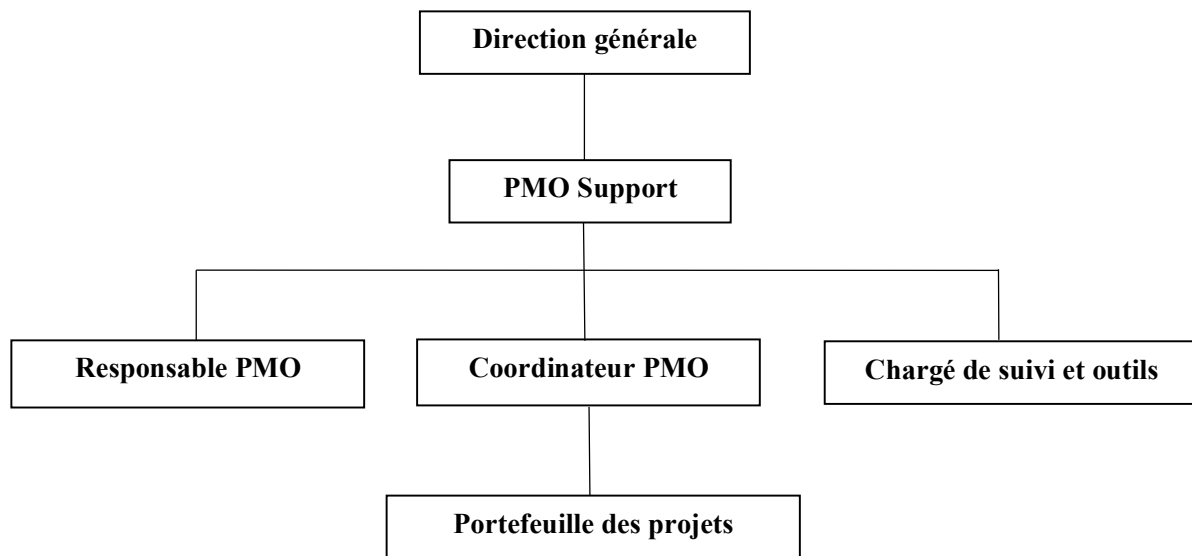 Direction générale
PMO Support
Responsable PMO
Coordinateur PMO
Chargé de suivi et outils
Portefeuille des projets